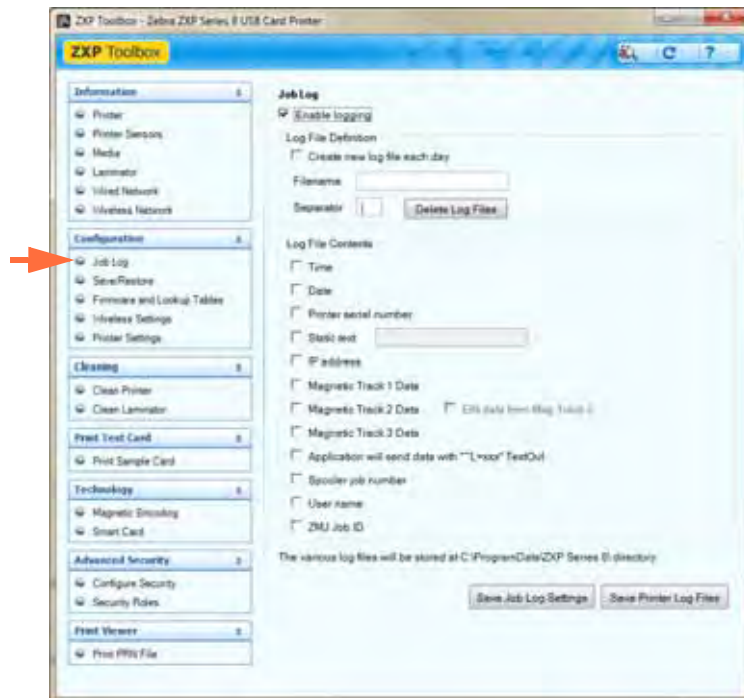 ZXP Toolbox - Zebra ZXP Series 8 USB Card Printer
ZXP Toolbox
?
Information
Printer
Printer Sensors
Media
Laminator
Wired Network
Wireless Network
Configuration
Job Log
Save/Restore
Firmware and Lookup Tables
Wireless Settings
Printer Settings
Cleaning
Clean Printer
Clean Laminator
Print Test Card
Print Sample Card
Technology
Magnetic Encoding
Smart Card
Advanced Security
Configure Security
Security Roles
Print Viewer
Print PRN File
Job Log
Enable logging
Log File Definition
Create new log file each day
Filename
Separator |
Delete Log Files
Log File Contents
Time
Date
Printer serial number
Static text
IP address
Magnetic Track 1 Data
Magnetic Track 2 Data
data from Mag Track 2
Magnetic Track 3 Data
Application will send data with "~L=xxx" TextOut
Spooler job number
User name
ZMJ Job ID
The various log files will be stored at C:\ProgramData\ZXP Series 8\ directory
Save Job Log Settings
Save Printer Log Files